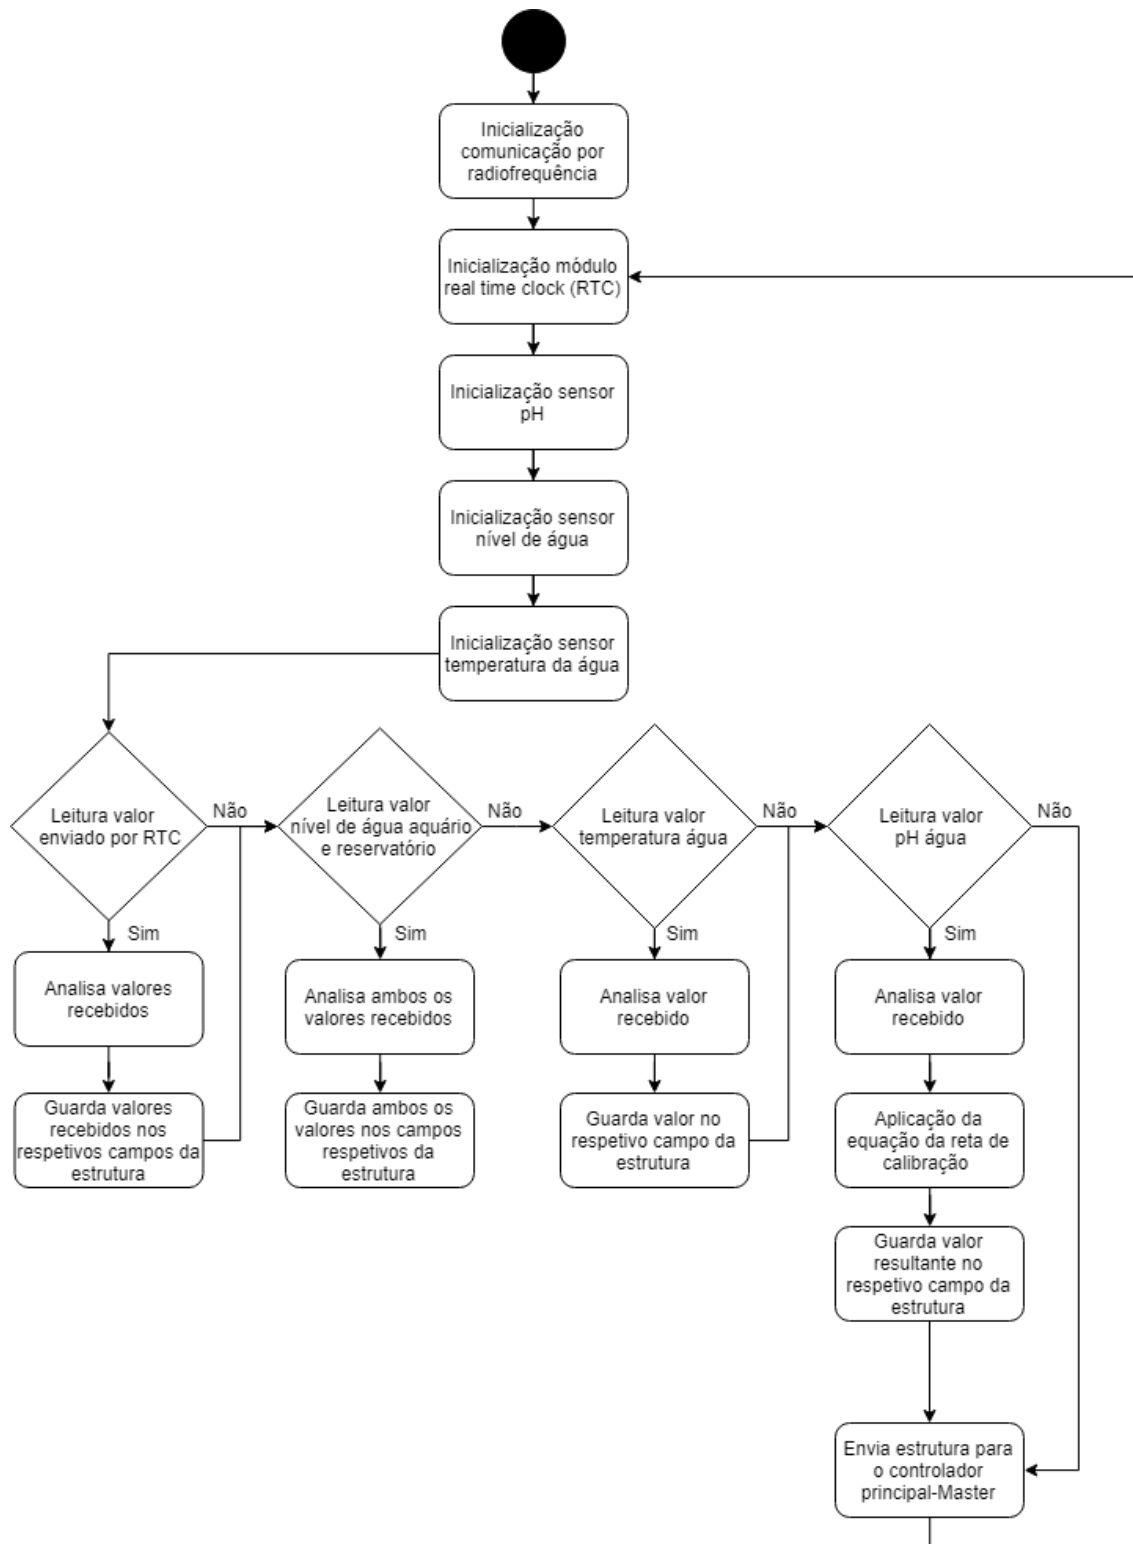 Inicialização
comunicação por
radiofrequência
Inicialização módulo
real time clock (RTC)
Inicialização sensor
pH
Inicialização sensor
nível de água
Inicialização sensor
temperatura da água
Leitura valor
enviado por RTC
Não
Leitura valor
nível de água aquário
e reservatório
Não
Leitura valor
temperatura água
Não
Leitura valor
pH água
Não
Sim
Sim
Sim
Sim
Analisa valores
recebidos
Analisa ambos os
valores recebidos
Analisa valor
recebido
Analisa valor
recebido
Guarda valores
recebidos nos
respetivos campos da
estrutura
Guarda ambos os
valores nos campos
respetivos da
estrutura
Guarda valor no
respetivo campo da
estrutura
Aplicação da
equação da reta de
calibração
Guarda valor
resultante no
respetivo campo da
estrutura
Envia estrutura para
o controlador
principal-Master